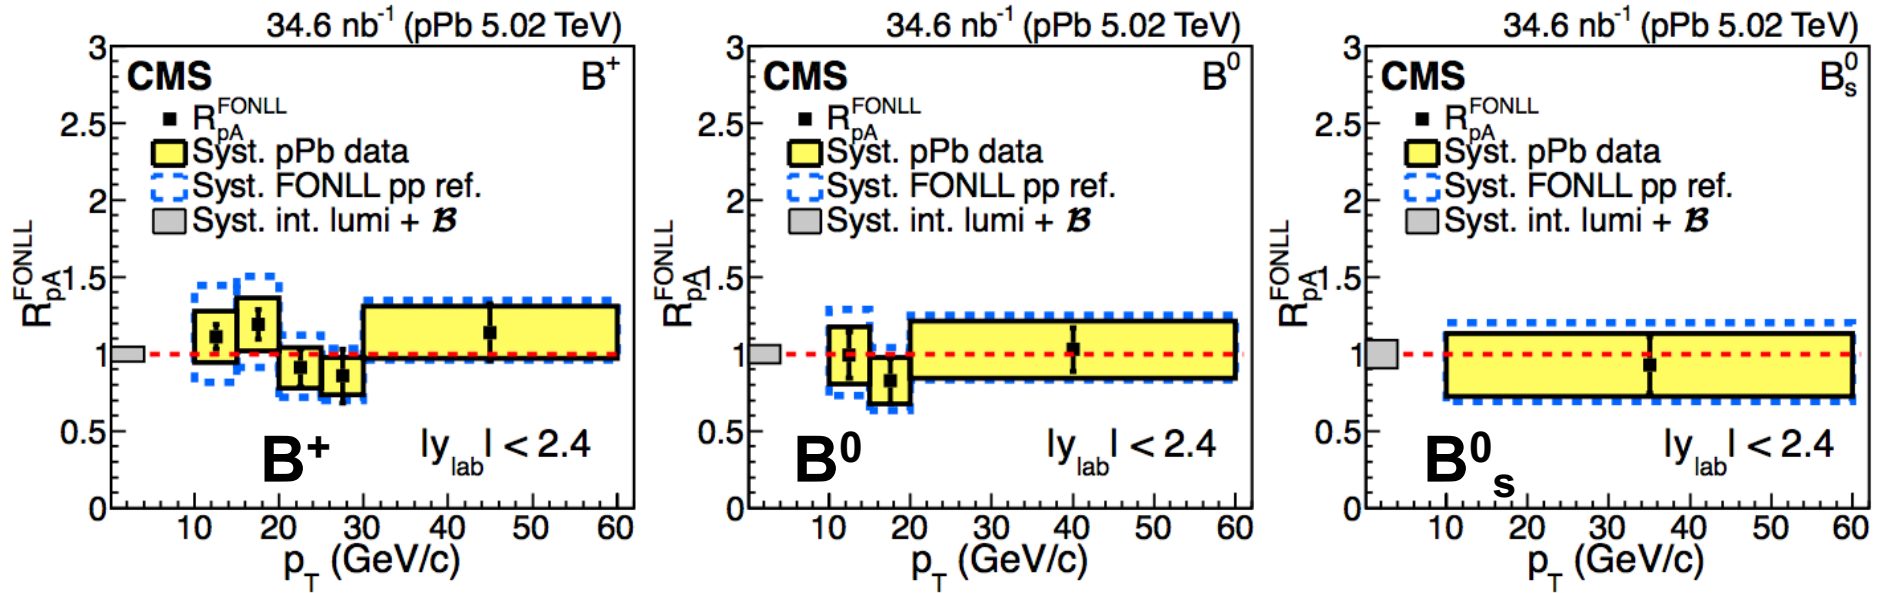 34.6 nb⁻¹ (pPb 5.02 TeV)
CMS B⁺
R_pA^FONLL
Syst. pPb data
Syst. FONLL pp ref.
Syst. int. lumi + ℬ
R_pA^FONLL
3
2.5
2
1.5
1
0.5
0
B⁺
|y_lab| < 2.4
10 20 30 40 50 60
p_T (GeV/c)
34.6 nb⁻¹ (pPb 5.02 TeV)
CMS B⁰
R_pA^FONLL
Syst. pPb data
Syst. FONLL pp ref.
Syst. int. lumi + ℬ
R_pA^FONLL
3
2.5
2
1.5
1
0.5
0
B⁰
|y_lab| < 2.4
10 20 30 40 50 60
p_T (GeV/c)
34.6 nb⁻¹ (pPb 5.02 TeV)
CMS B_s⁰
R_pA^FONLL
Syst. pPb data
Syst. FONLL pp ref.
Syst. int. lumi + ℬ
R_pA^FONLL
3
2.5
2
1.5
1
0.5
0
B⁰_s
|y_lab| < 2.4
10 20 30 40 50 60
p_T (GeV/c)